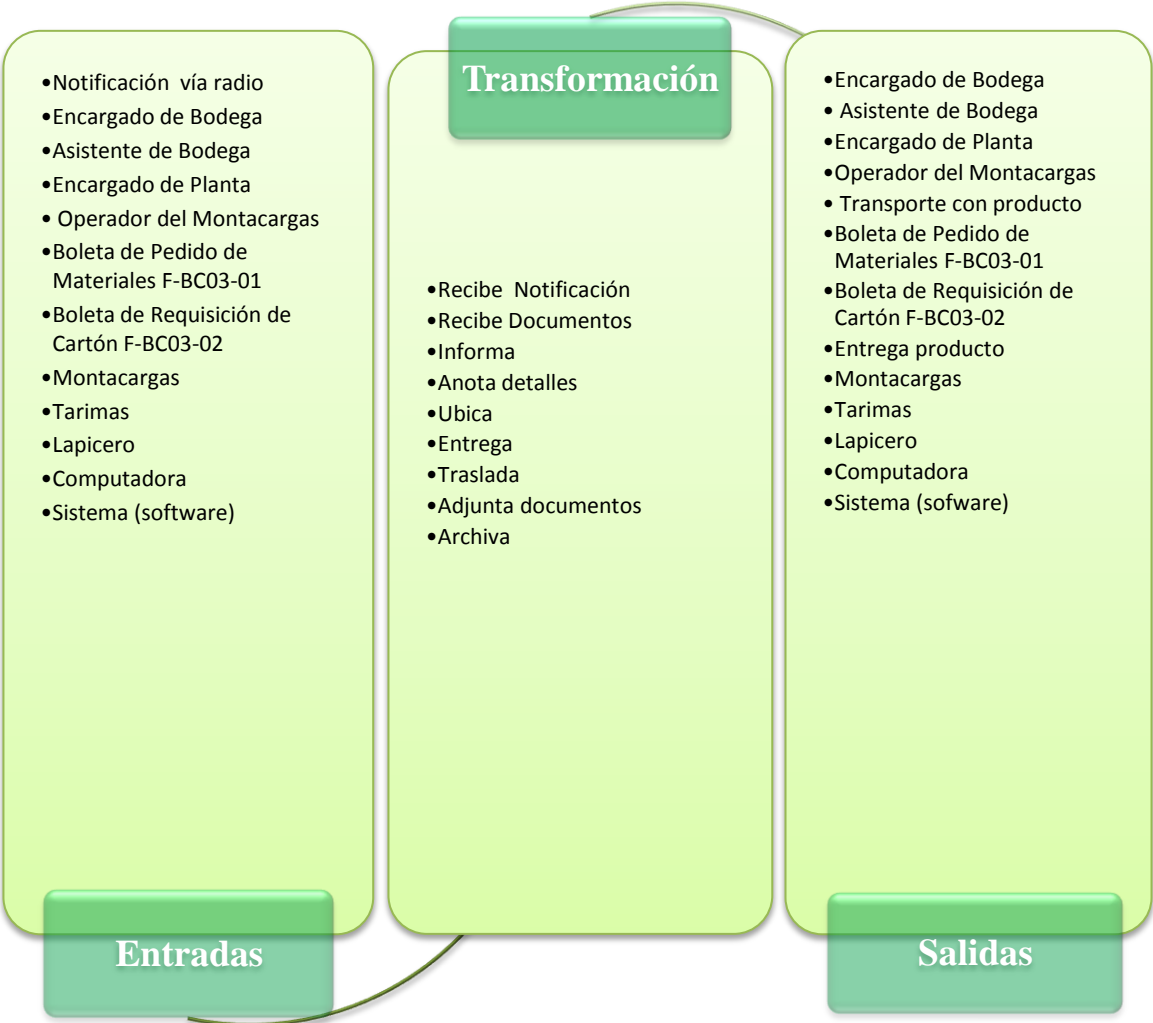 •Notificación vía radio
•Encargado de Bodega
•Asistente de Bodega
•Encargado de Planta
• Operador del Montacargas
•Boleta de Pedido de
Materiales F-BC03-01
•Boleta de Requisición de
Cartón F-BC03-02
•Montacargas
•Tarimas
•Lapicero
•Computadora
•Sistema (software)
Entradas
Transformación
•Recibe Notificación
•Recibe Documentos
•Informa
•Anota detalles
•Ubica
•Entrega
•Traslada
•Adjunta documentos
•Archiva
•Encargado de Bodega
• Asistente de Bodega
•Encargado de Planta
•Operador del Montacargas
• Transporte con producto
•Boleta de Pedido de
Materiales F-BC03-01
•Boleta de Requisición de
Cartón F-BC03-02
•Entrega producto
•Montacargas
•Tarimas
•Lapicero
•Computadora
•Sistema (sofware)
Salidas